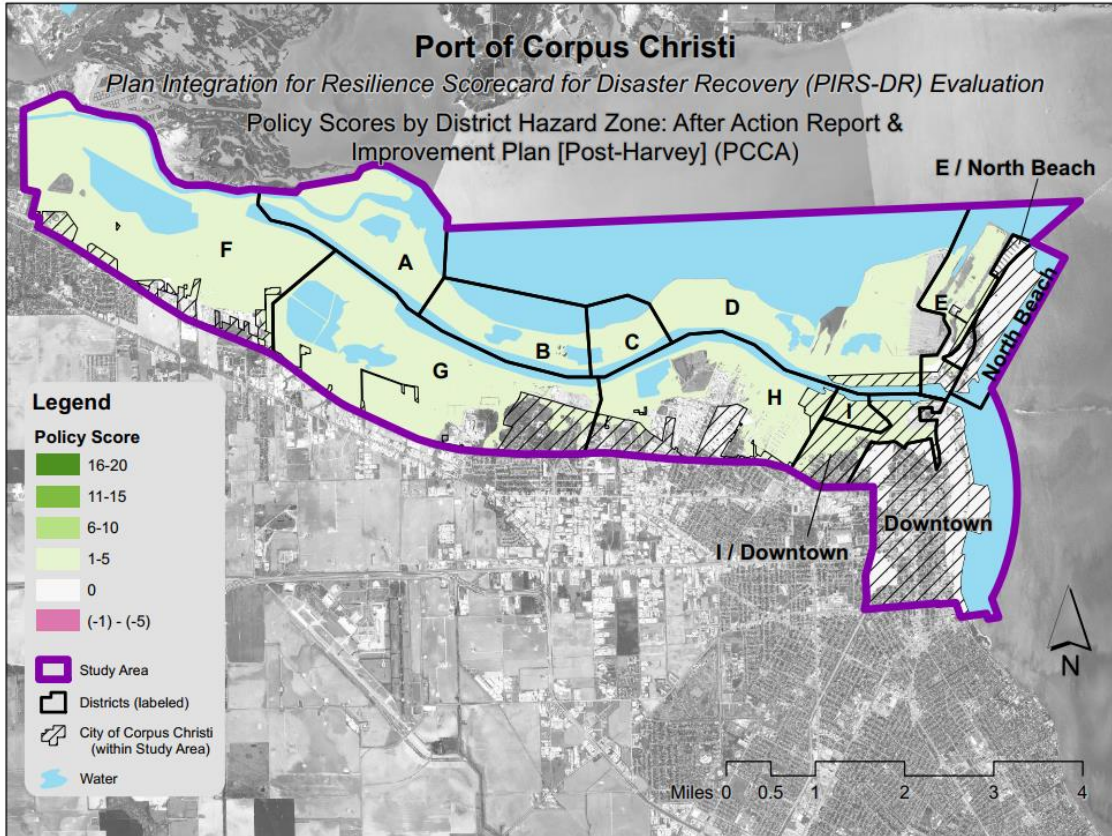 Port of Corpus Christi
Plan Integration for Resilience Scorecard for Disaster Recovery (PIRS-DR) Evaluation
Policy Scores by District Hazard Zone: After Action Report &
Improvement Plan [Post-Harvey] (PCCA)
E / North Beach
F
A
D
E
North Beach
B
C
G
H
I
Downtown
I / Downtown
Legend
Policy Score
16-20
11-15
6-10
1-5
0
(-1) - (-5)
Study Area
Districts (labeled)
City of Corpus Christi
(within Study Area)
Water
N
Miles 0 0.5 1 2 3 4